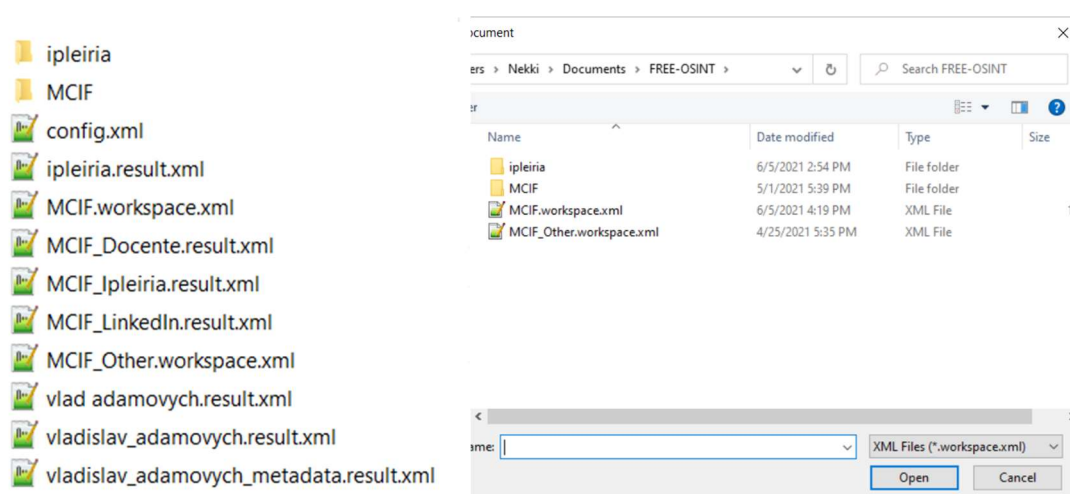 ipleiria
MCIF
config.xml
ipleiria.result.xml
MCIF.workspace.xml
MCIF_Docente.result.xml
MCIF_Ipleiria.result.xml
MCIF_LinkedIn.result.xml
MCIF_Other.workspace.xml
vlad adamovych.result.xml
vladislav_adamovych.result.xml
vladislav_adamovych_metadata.result.xml
ocument
ers › Nekki › Documents › FREE-OSINT ›
Search FREE-OSINT
er
Name Date modified Type Size
ipleiria 6/5/2021 2:54 PM File folder
MCIF 5/1/2021 5:39 PM File folder
MCIF.workspace.xml 6/5/2021 4:19 PM XML File
MCIF_Other.workspace.xml 4/25/2021 5:35 PM XML File
ame:
XML Files (*.workspace.xml)
Open Cancel